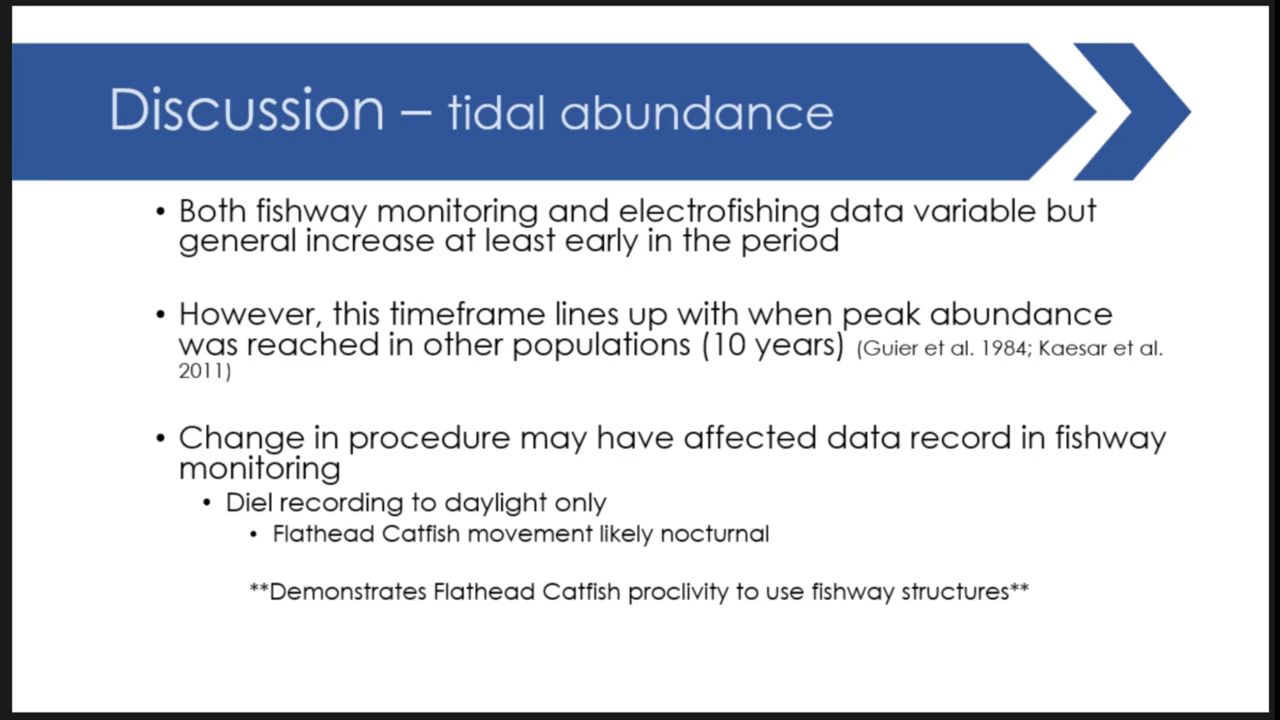 Discussion – tidal abundance
• Both fishway monitoring and electrofishing data variable but
general increase at least early in the period
• However, this timeframe lines up with when peak abundance
was reached in other populations (10 years) (Guier et al. 1984; Kaesar et al.
2011)
• Change in procedure may have affected data record in fishway
monitoring
• Diel recording to daylight only
• Flathead Catfish movement likely nocturnal
**Demonstrates Flathead Catfish proclivity to use fishway structures**